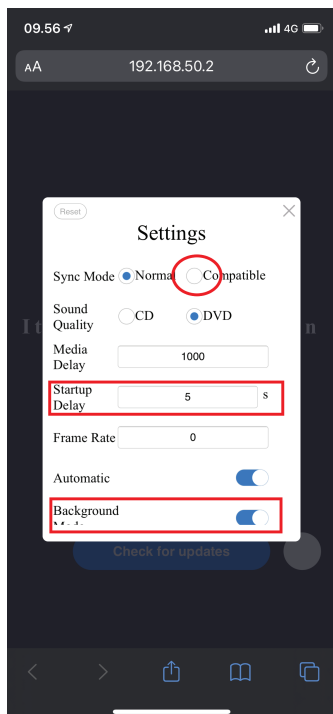 09.56
4G
AA 192.168.50.2
Reset
Settings
Sync Mode Normal Compatible
Sound
Quality CD DVD
Media
Delay 1000
Startup
Delay 5 s
Frame Rate 0
Automatic
Background
I t n
Check for updates